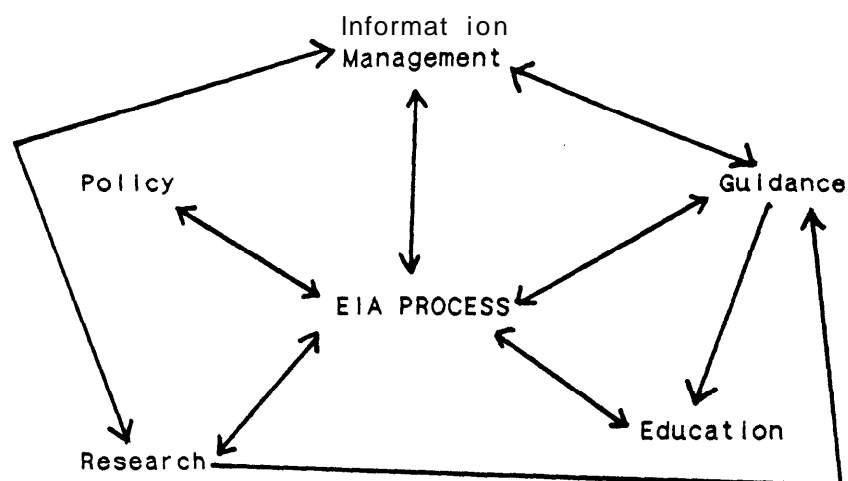 Informat ion
Management
Policy
Guidance
EIA PROCESS
Education
Research